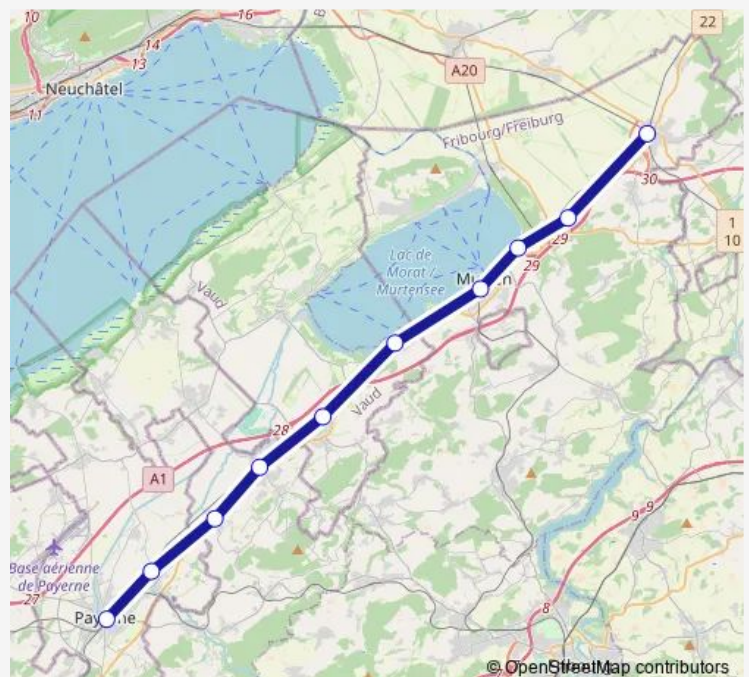 10
16
22
14
13
Neuchâtel
11
A20
Fribourg/Freiburg
30
1
10
29
29
Lac de
Morat /
Murtensee
Vaud
Vaud
28
A1
9 9
Base aérienne
de Payerne
27
8
© OpenStreetMap contributors